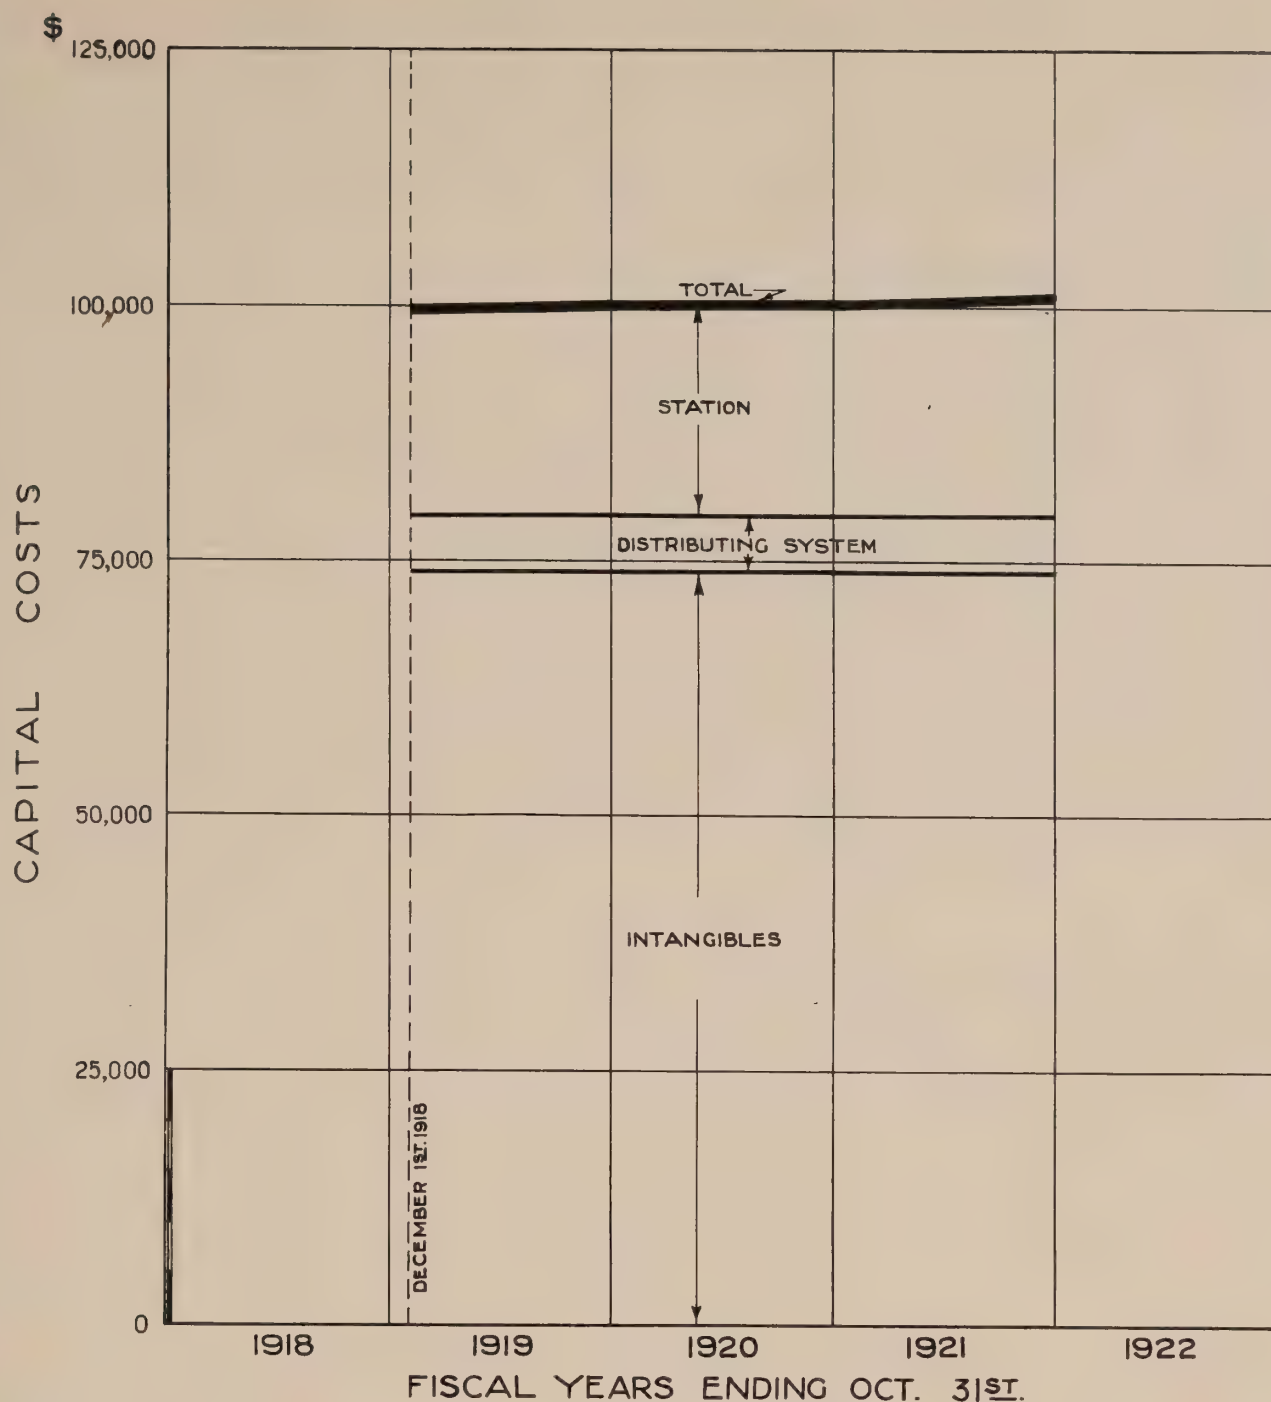 $
125,000
TOTAL
100,000
STATION
DISTRIBUTING SYSTEM
75,000
CAPITAL COSTS
50,000
INTANGIBLES
25,000
DECEMBER 1ST. 1918
0
1918 1919 1920 1921 1922
FISCAL YEARS ENDING OCT. 31ST.